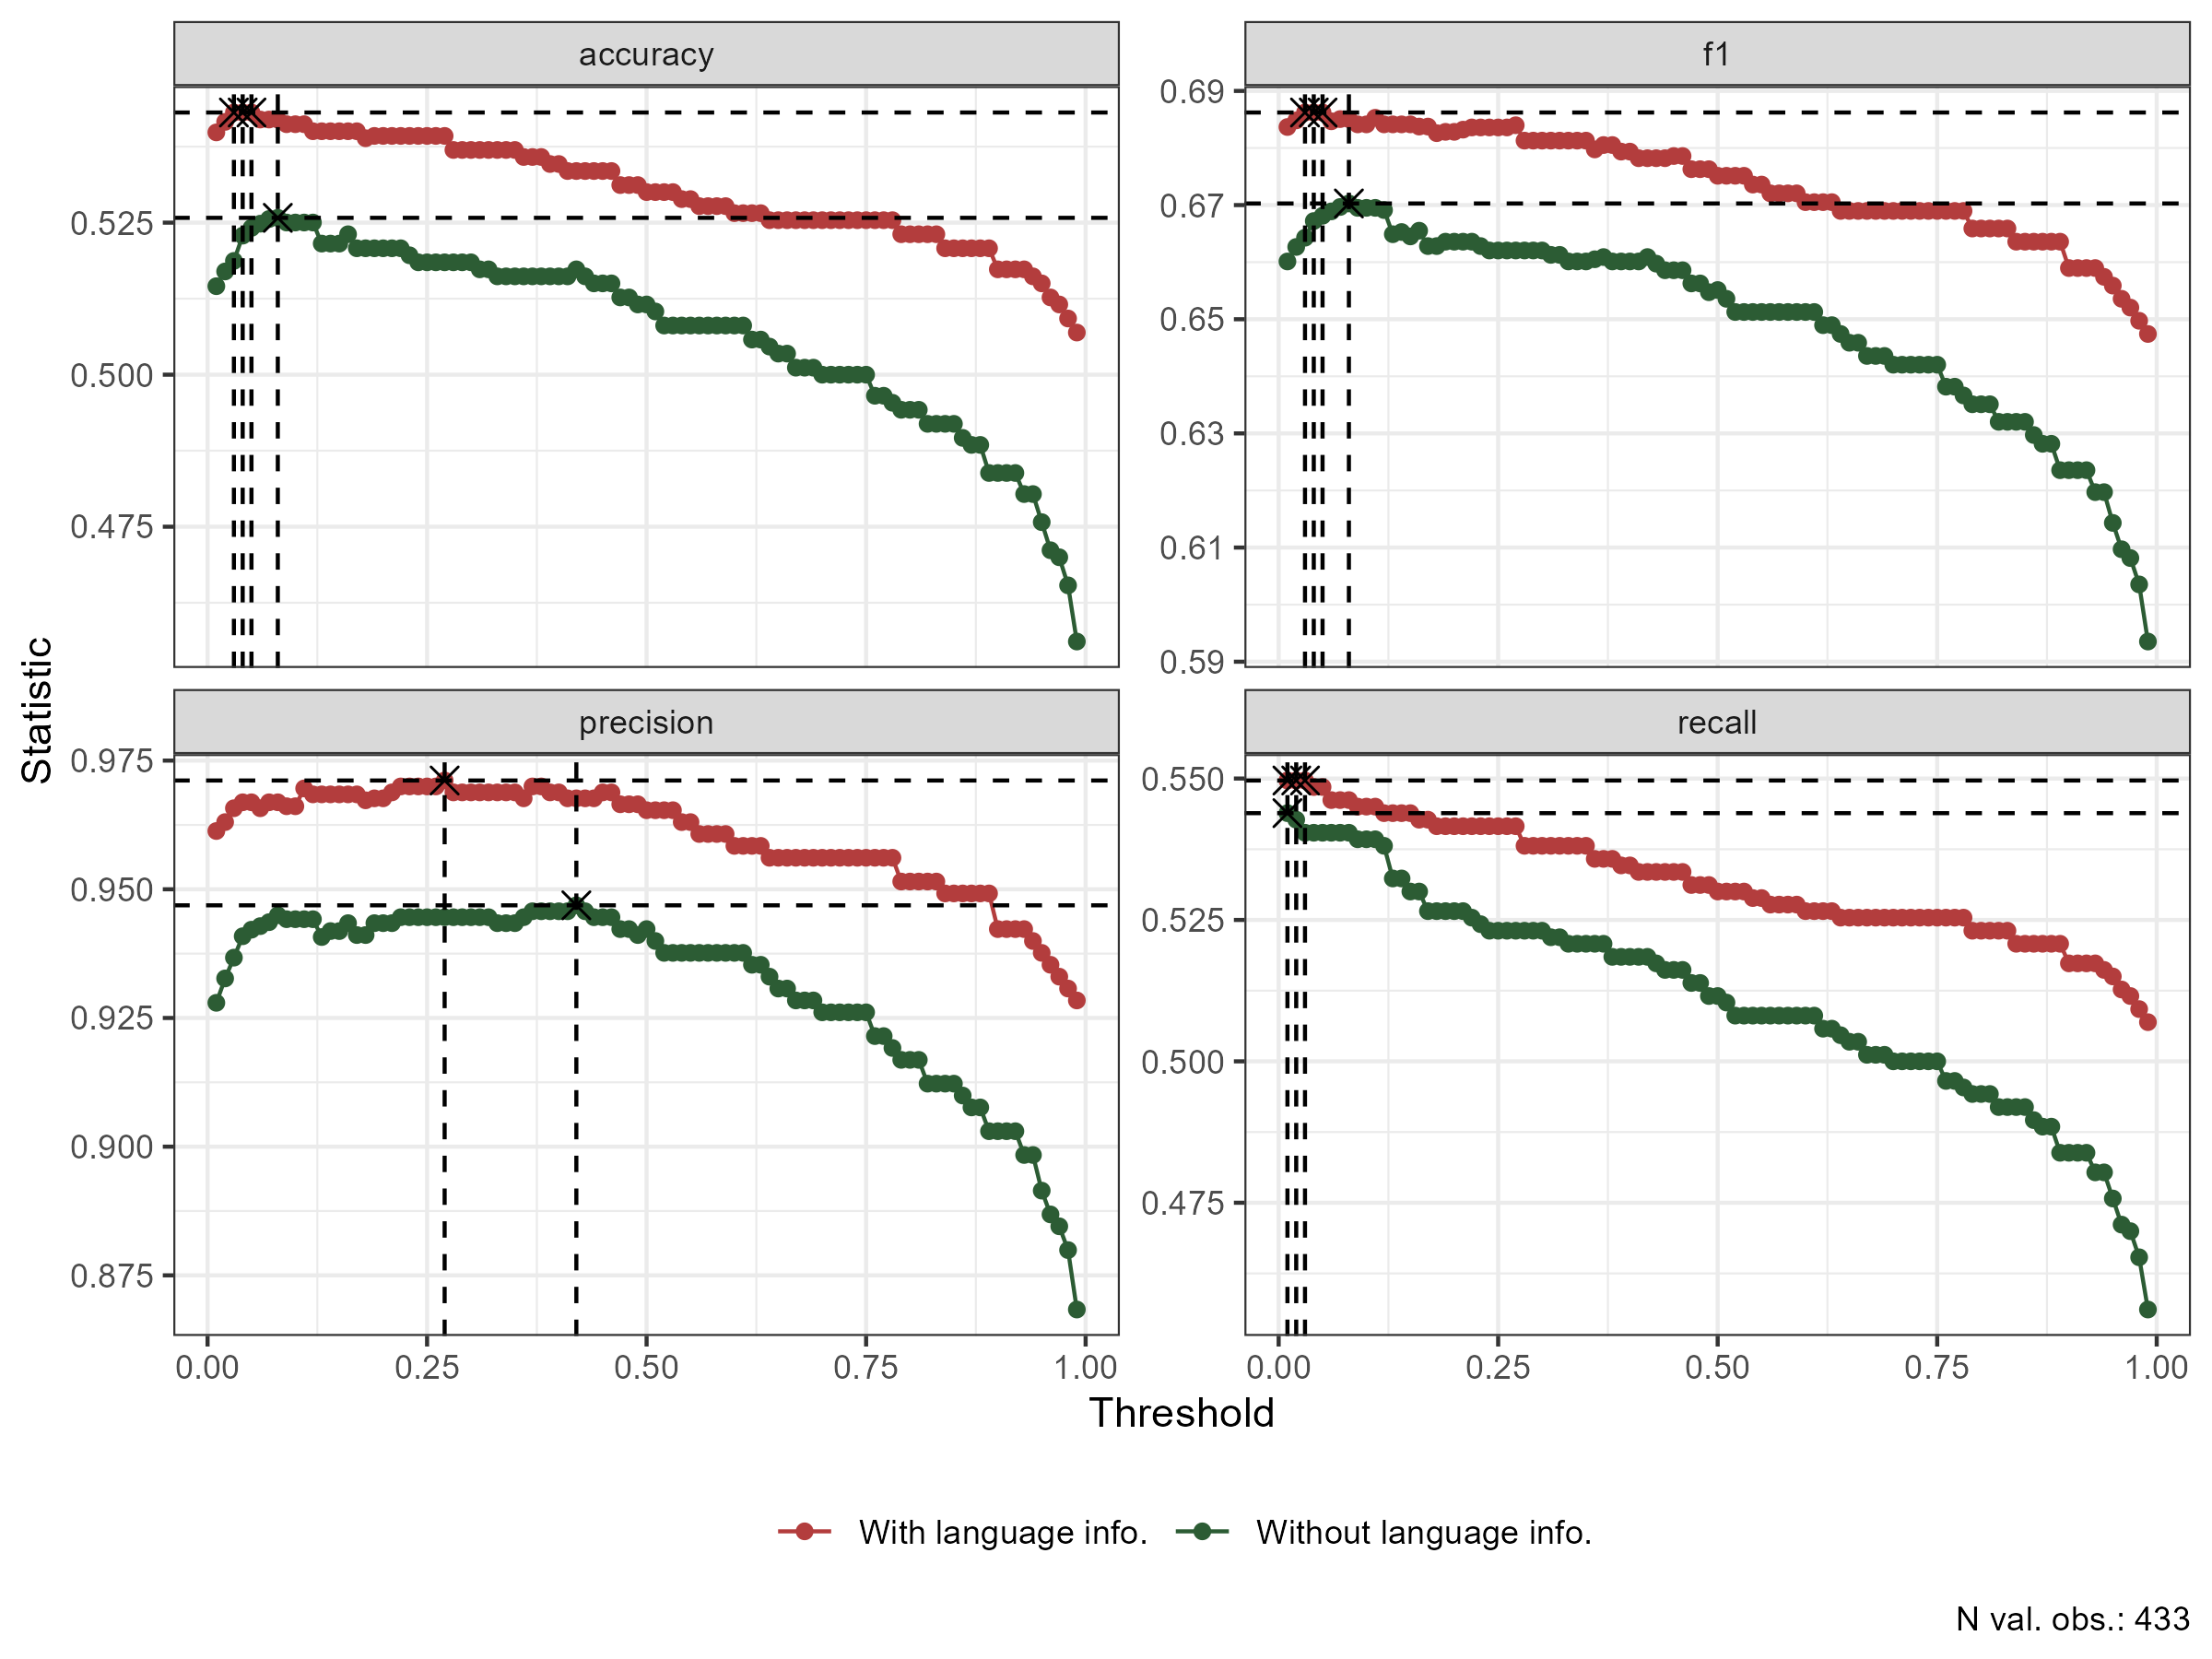 accuracy
f1
0.525
0.500
0.475
0.69
0.67
0.65
0.63
0.61
0.59
Statistic
precision
recall
0.975
0.950
0.925
0.900
0.875
0.550
0.525
0.500
0.475
0.00 0.25 0.50 0.75 1.00
0.00 0.25 0.50 0.75 1.00
Threshold
With language info. Without language info.
N val. obs.: 433